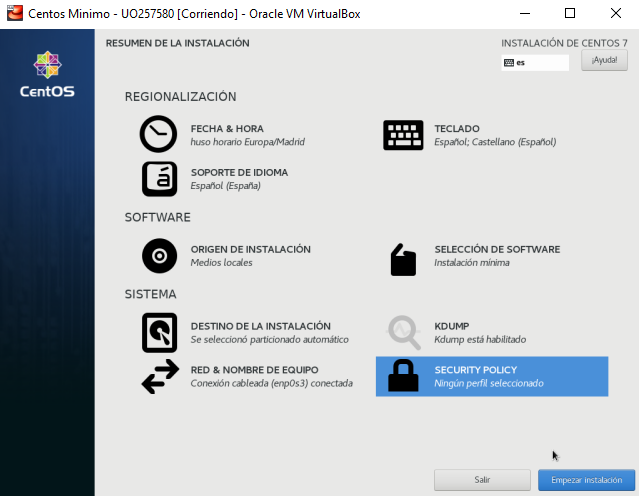 Centos Minimo - UO257580 [Corriendo] - Oracle VM VirtualBox
RESUMEN DE LA INSTALACIÓN
INSTALACIÓN DE CENTOS 7
es
¡Ayuda!
CentOS
REGIONALIZACIÓN
FECHA & HORA
huso horario Europa/Madrid
TECLADO
Español; Castellano (Español)
SOPORTE DE IDIOMA
Español (España)
SOFTWARE
ORIGEN DE INSTALACIÓN
Medios locales
SELECCIÓN DE SOFTWARE
Instalación mínima
SISTEMA
DESTINO DE LA INSTALACIÓN
Se seleccionó particionado automático
KDUMP
Kdump está habilitado
RED & NOMBRE DE EQUIPO
Conexión cableada (enp0s3) conectada
SECURITY POLICY
Ningún perfil seleccionado
Salir
Empezar instalación